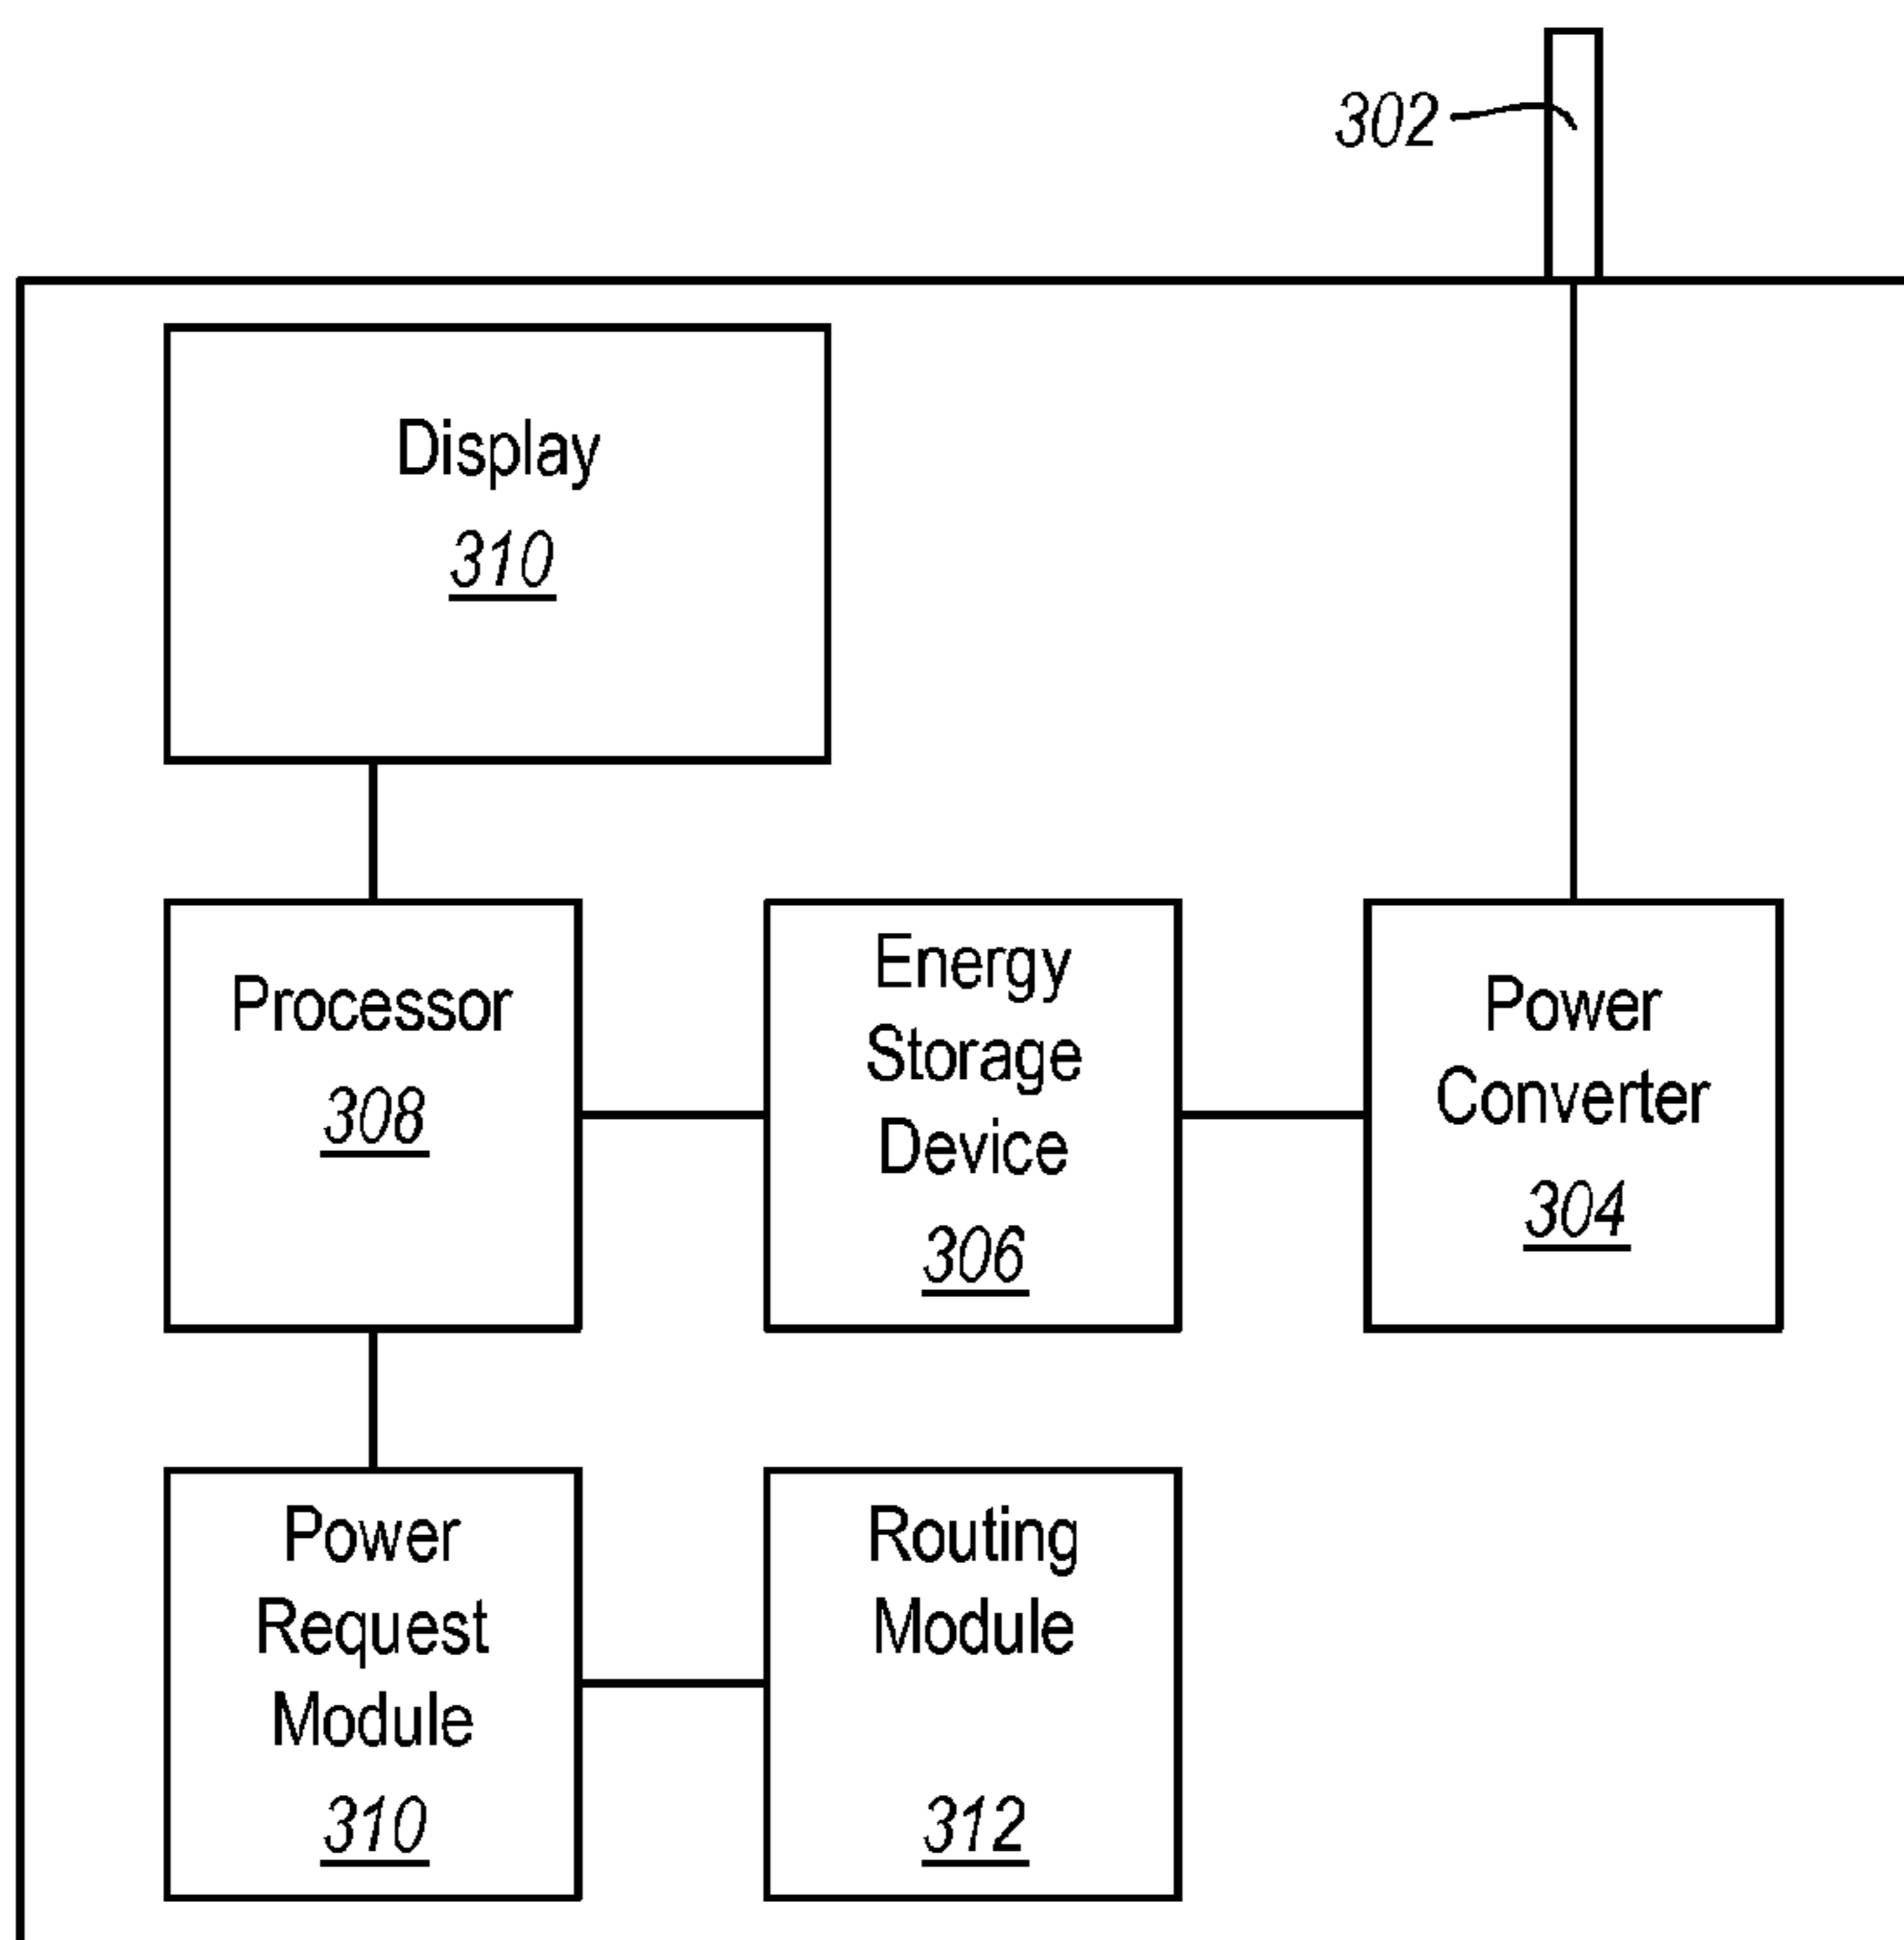 302
Display
310
Processor
308
Energy
Storage
Device
306
Power
Converter
304
Power
Request
Module
310
Routing
Module
312